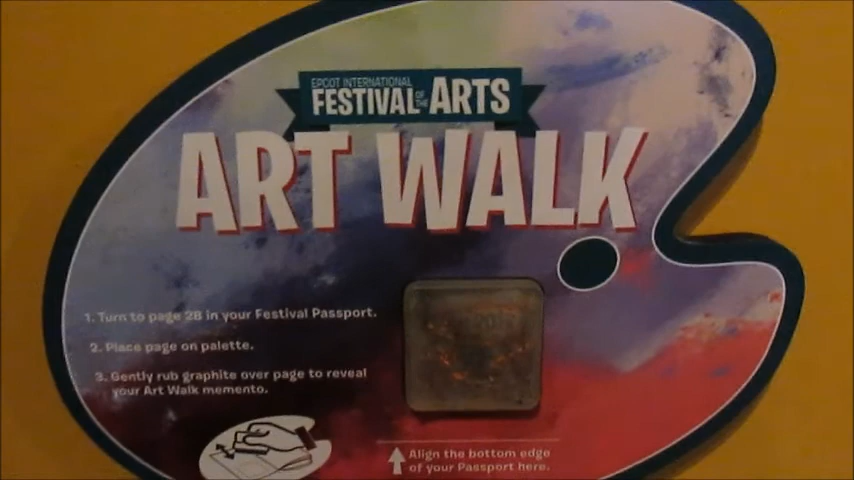 EPCOT INTERNATIONAL
FESTIVAL OF THE ARTS
ART WALK
1. Turn to page 28 in your Festival Passport.
2. Place page on palette.
3. Gently rub graphite over page to reveal
your Art Walk memento.
Align the bottom edge
of your Passport here.